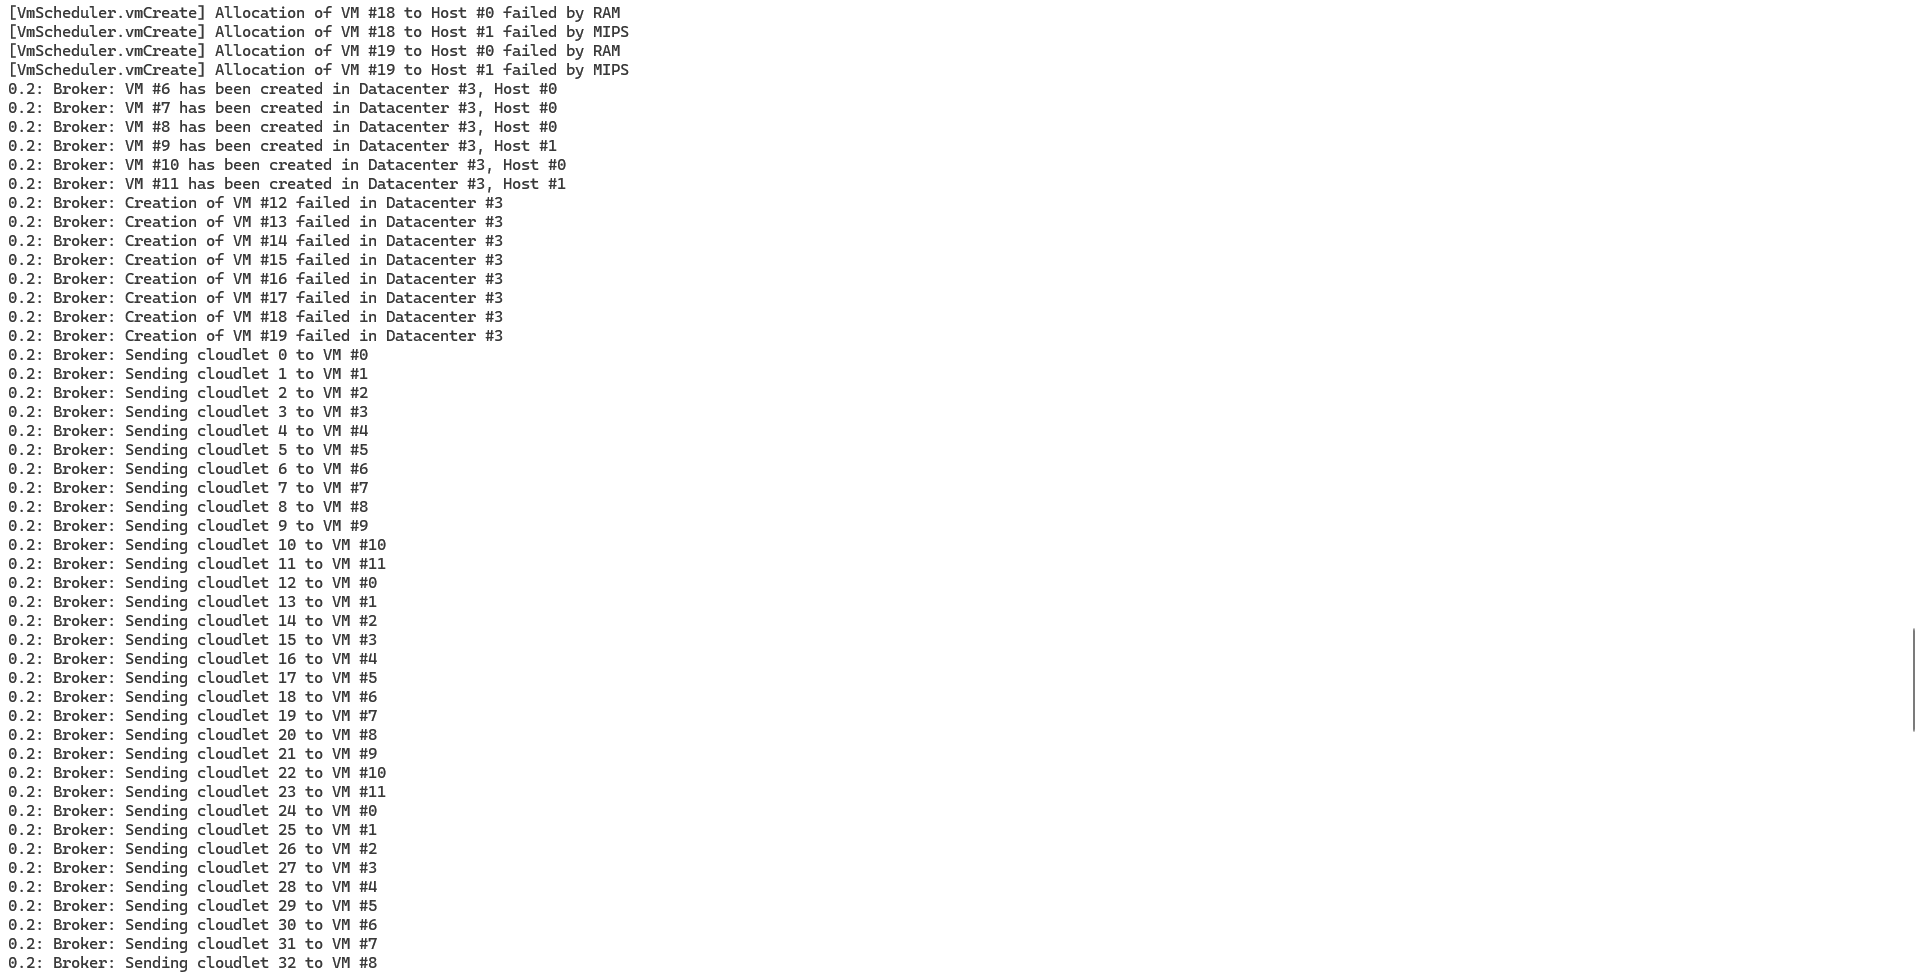 [VmScheduler.vmCreate] Allocation of VM #18 to Host #0 failed by RAM
[VmScheduler.vmCreate] Allocation of VM #18 to Host #1 failed by MIPS
[VmScheduler.vmCreate] Allocation of VM #19 to Host #0 failed by RAM
[VmScheduler.vmCreate] Allocation of VM #19 to Host #1 failed by MIPS
0.2: Broker: VM #6 has been created in Datacenter #3, Host #0
0.2: Broker: VM #7 has been created in Datacenter #3, Host #0
0.2: Broker: VM #8 has been created in Datacenter #3, Host #0
0.2: Broker: VM #9 has been created in Datacenter #3, Host #1
0.2: Broker: VM #10 has been created in Datacenter #3, Host #0
0.2: Broker: VM #11 has been created in Datacenter #3, Host #1
0.2: Broker: Creation of VM #12 failed in Datacenter #3
0.2: Broker: Creation of VM #13 failed in Datacenter #3
0.2: Broker: Creation of VM #14 failed in Datacenter #3
0.2: Broker: Creation of VM #15 failed in Datacenter #3
0.2: Broker: Creation of VM #16 failed in Datacenter #3
0.2: Broker: Creation of VM #17 failed in Datacenter #3
0.2: Broker: Creation of VM #18 failed in Datacenter #3
0.2: Broker: Creation of VM #19 failed in Datacenter #3
0.2: Broker: Sending cloudlet 0 to VM #0
0.2: Broker: Sending cloudlet 1 to VM #1
0.2: Broker: Sending cloudlet 2 to VM #2
0.2: Broker: Sending cloudlet 3 to VM #3
0.2: Broker: Sending cloudlet 4 to VM #4
0.2: Broker: Sending cloudlet 5 to VM #5
0.2: Broker: Sending cloudlet 6 to VM #6
0.2: Broker: Sending cloudlet 7 to VM #7
0.2: Broker: Sending cloudlet 8 to VM #8
0.2: Broker: Sending cloudlet 9 to VM #9
0.2: Broker: Sending cloudlet 10 to VM #10
0.2: Broker: Sending cloudlet 11 to VM #11
0.2: Broker: Sending cloudlet 12 to VM #0
0.2: Broker: Sending cloudlet 13 to VM #1
0.2: Broker: Sending cloudlet 14 to VM #2
0.2: Broker: Sending cloudlet 15 to VM #3
0.2: Broker: Sending cloudlet 16 to VM #4
0.2: Broker: Sending cloudlet 17 to VM #5
0.2: Broker: Sending cloudlet 18 to VM #6
0.2: Broker: Sending cloudlet 19 to VM #7
0.2: Broker: Sending cloudlet 20 to VM #8
0.2: Broker: Sending cloudlet 21 to VM #9
0.2: Broker: Sending cloudlet 22 to VM #10
0.2: Broker: Sending cloudlet 23 to VM #11
0.2: Broker: Sending cloudlet 24 to VM #0
0.2: Broker: Sending cloudlet 25 to VM #1
0.2: Broker: Sending cloudlet 26 to VM #2
0.2: Broker: Sending cloudlet 27 to VM #3
0.2: Broker: Sending cloudlet 28 to VM #4
0.2: Broker: Sending cloudlet 29 to VM #5
0.2: Broker: Sending cloudlet 30 to VM #6
0.2: Broker: Sending cloudlet 31 to VM #7
0.2: Broker: Sending cloudlet 32 to VM #8